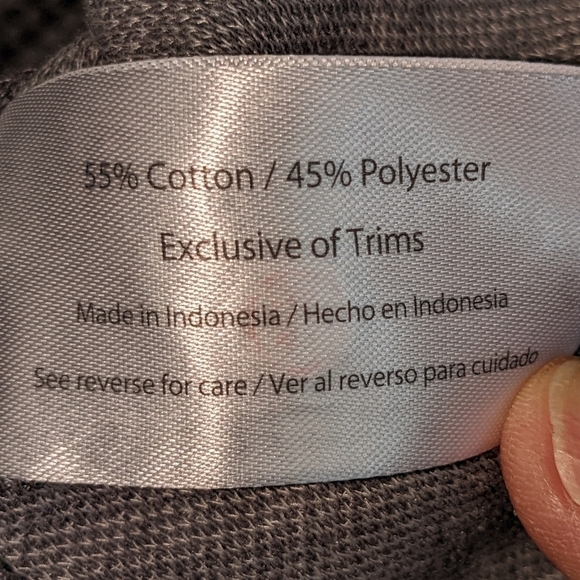 55% Cotton / 45% Polyester
Exclusive of Trims
Made in Indonesia / Hecho en Indonesia
See reverse for care / Ver al reverso para cuidado